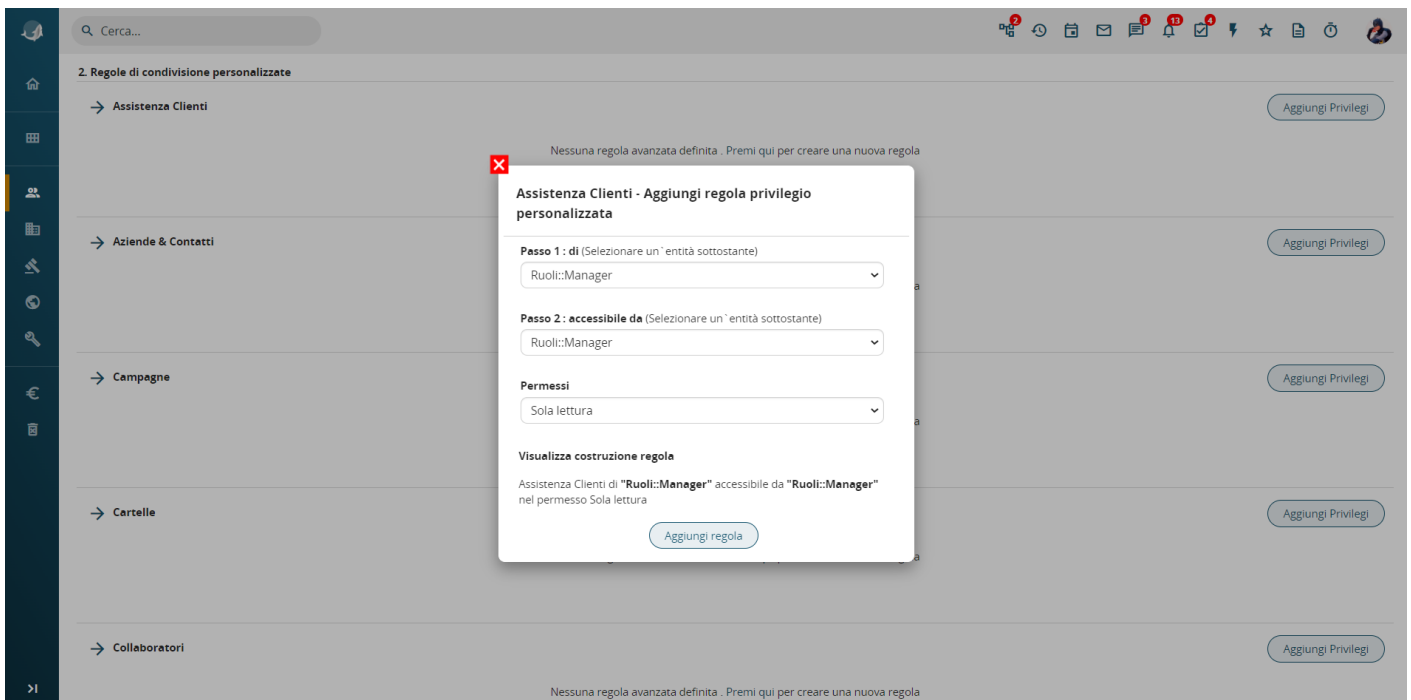 Cerca...
2
3
13
4
2. Regole di condivisione personalizzate
Assistenza Clienti
Aggiungi Privilegi
Nessuna regola avanzata definita . Premi qui per creare una nuova regola
Assistenza Clienti - Aggiungi regola privilegio
personalizzata
Passo 1 : di (Selezionare un`entità sottostante)
Ruoli::Manager
Passo 2 : accessibile da (Selezionare un`entità sottostante)
Ruoli::Manager
Permessi
Sola lettura
Visualizza costruzione regola
Assistenza Clienti di "Ruoli::Manager" accessibile da "Ruoli::Manager"
nel permesso Sola lettura
Aggiungi regola
Aziende & Contatti
Aggiungi Privilegi
Campagne
Aggiungi Privilegi
Cartelle
Aggiungi Privilegi
Collaboratori
Aggiungi Privilegi
Nessuna regola avanzata definita . Premi qui per creare una nuova regola